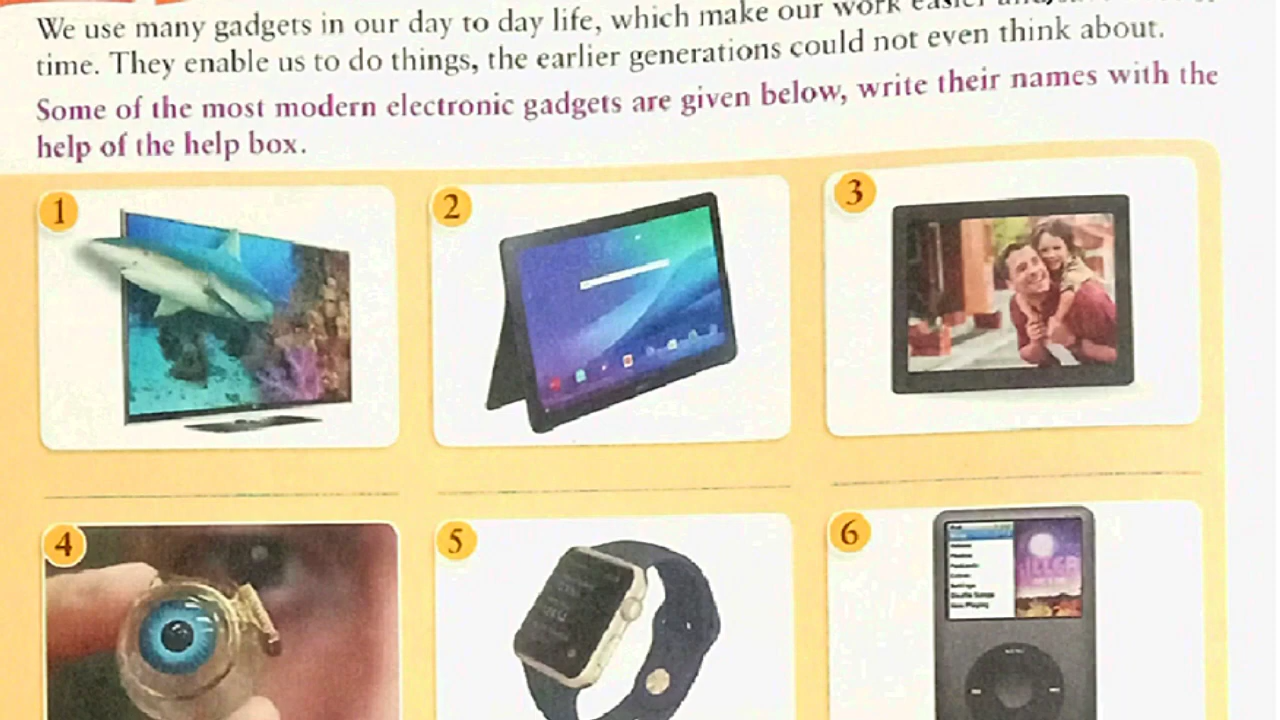 We use many gadgets in our day to day life, which make our work easier
time. They enable us to do things, the earlier generations could not even think about.
Some of the most modern electronic gadgets are given below, write their names with the
help of the help box.
1
2
3
4
5
6